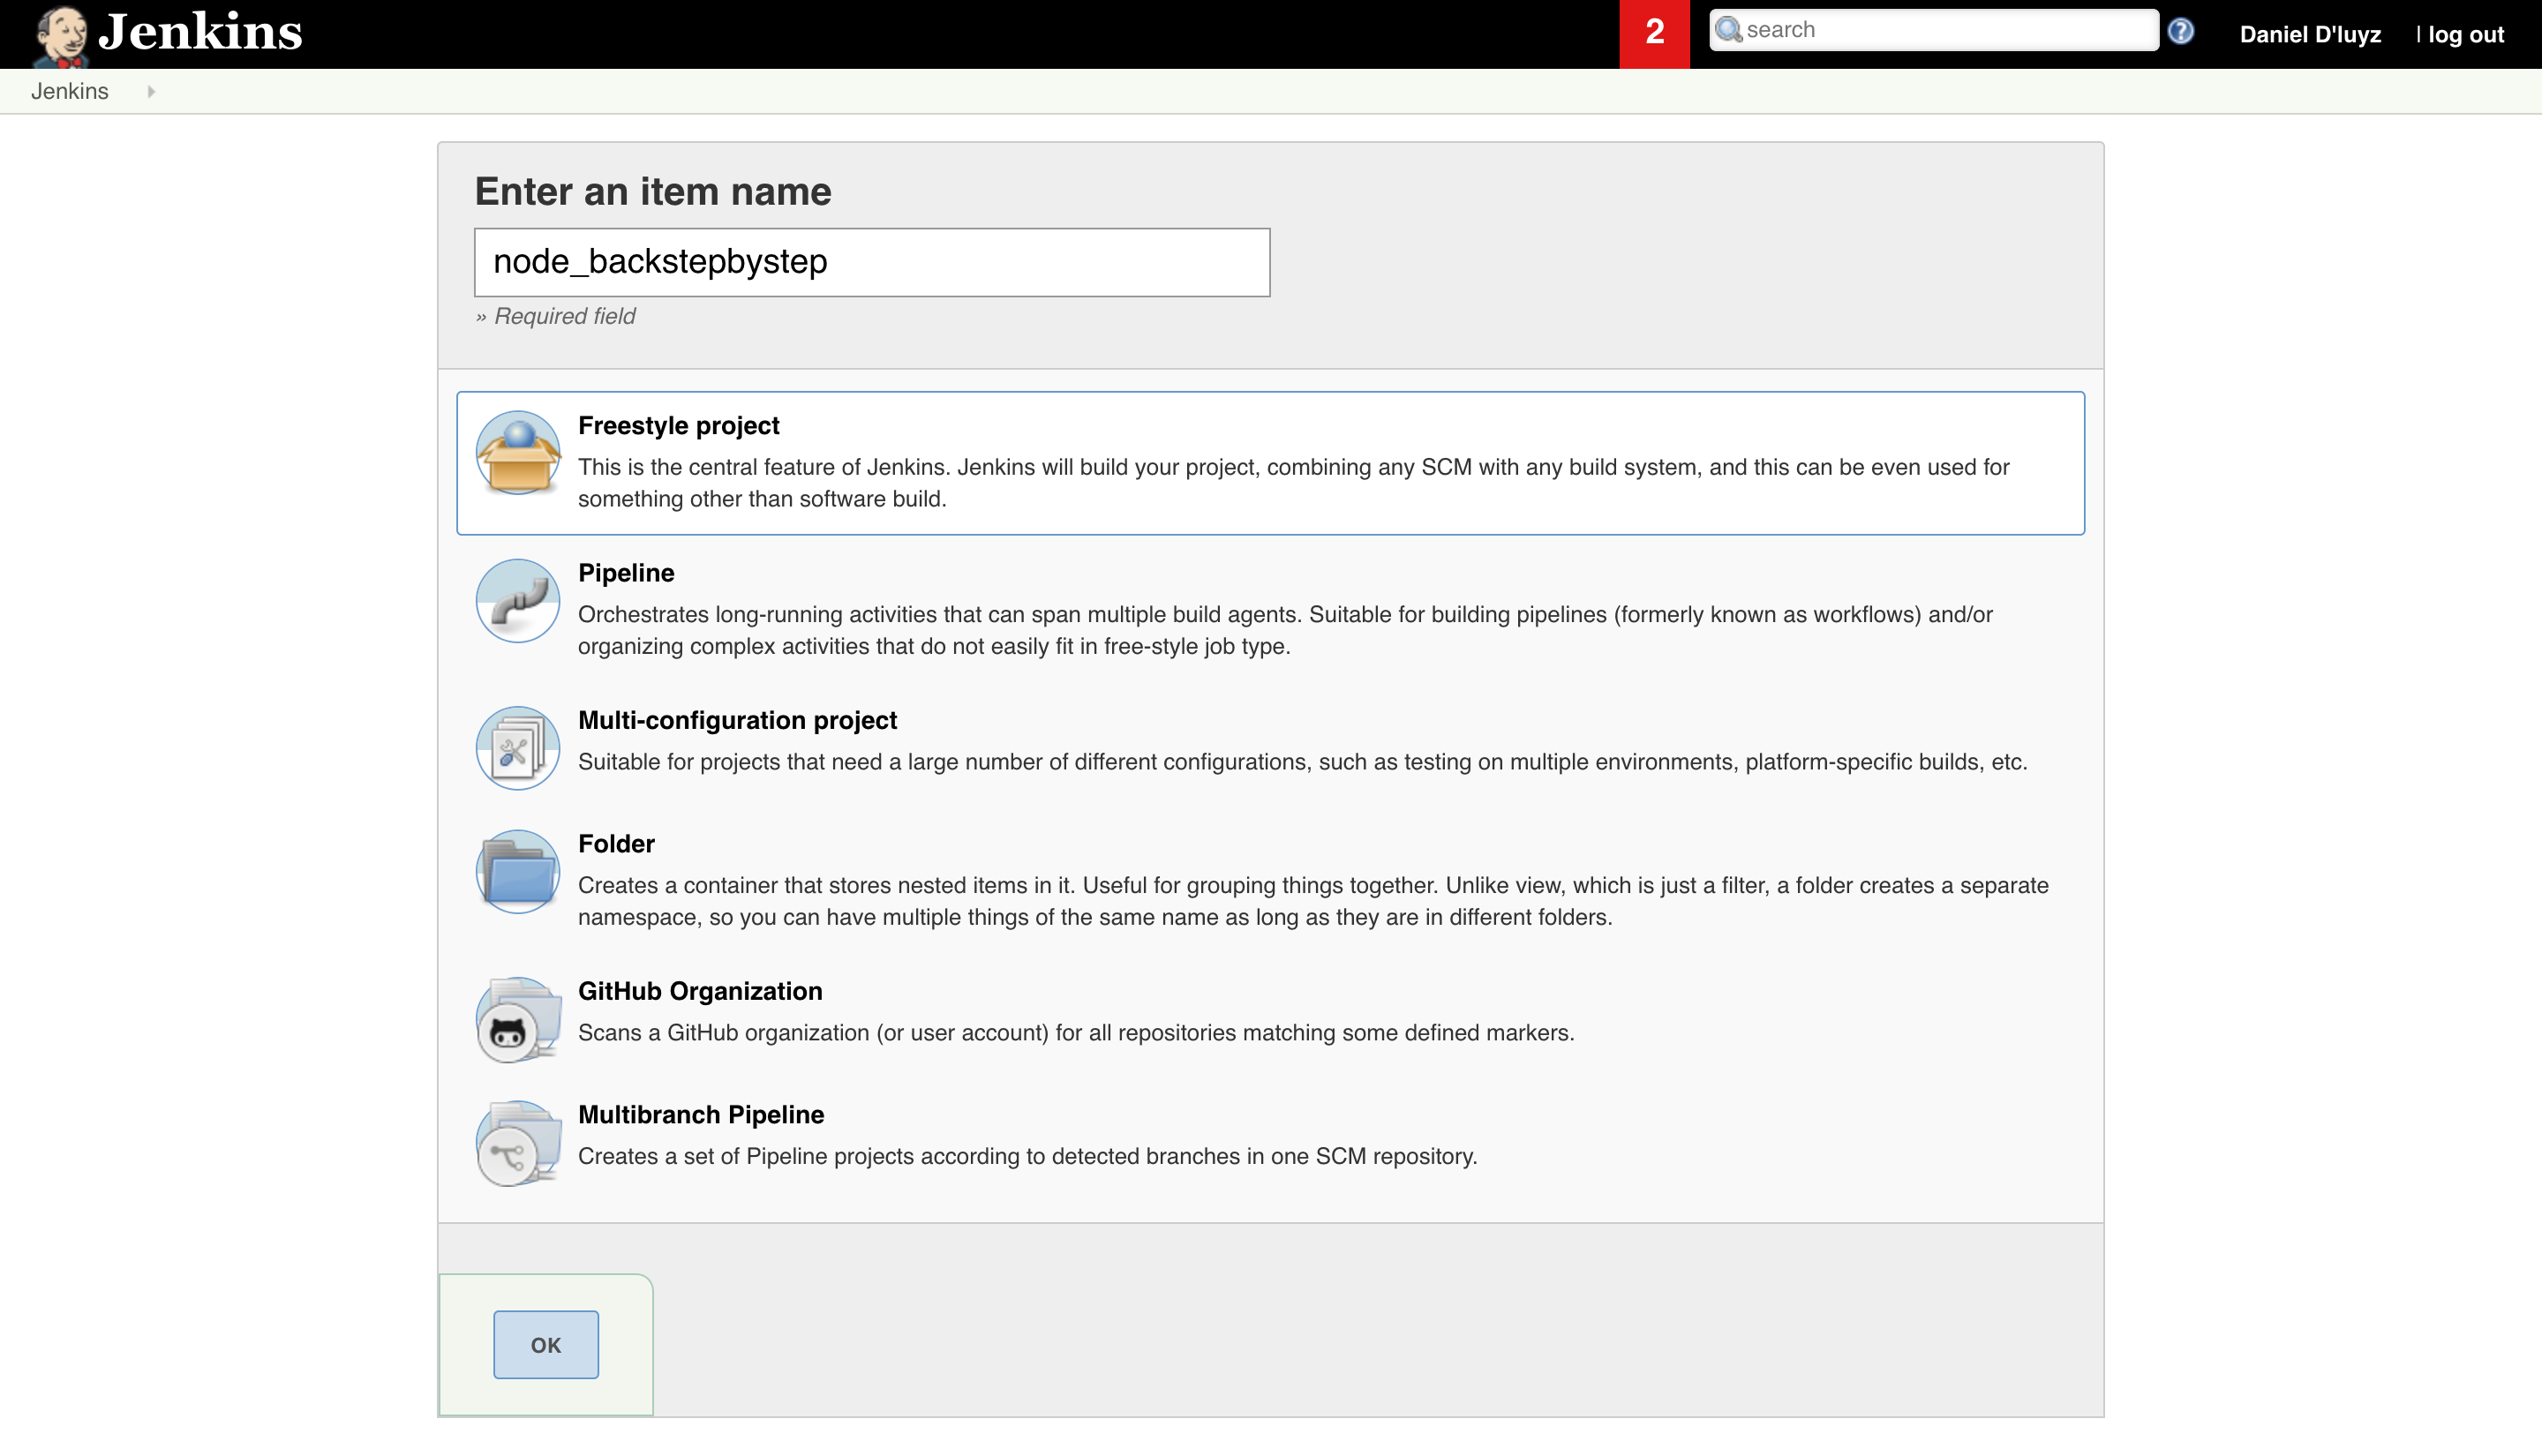 Jenkins
2
search
Daniel D'luyz
| log out
Jenkins
Enter an item name
node_backstepbystep
» Required field
Freestyle project
This is the central feature of Jenkins. Jenkins will build your project, combining any SCM with any build system, and this can be even used for
something other than software build.
Pipeline
Orchestrates long-running activities that can span multiple build agents. Suitable for building pipelines (formerly known as workflows) and/or
organizing complex activities that do not easily fit in free-style job type.
Multi-configuration project
Suitable for projects that need a large number of different configurations, such as testing on multiple environments, platform-specific builds, etc.
Folder
Creates a container that stores nested items in it. Useful for grouping things together. Unlike view, which is just a filter, a folder creates a separate
namespace, so you can have multiple things of the same name as long as they are in different folders.
GitHub Organization
Scans a GitHub organization (or user account) for all repositories matching some defined markers.
Multibranch Pipeline
Creates a set of Pipeline projects according to detected branches in one SCM repository.
OK